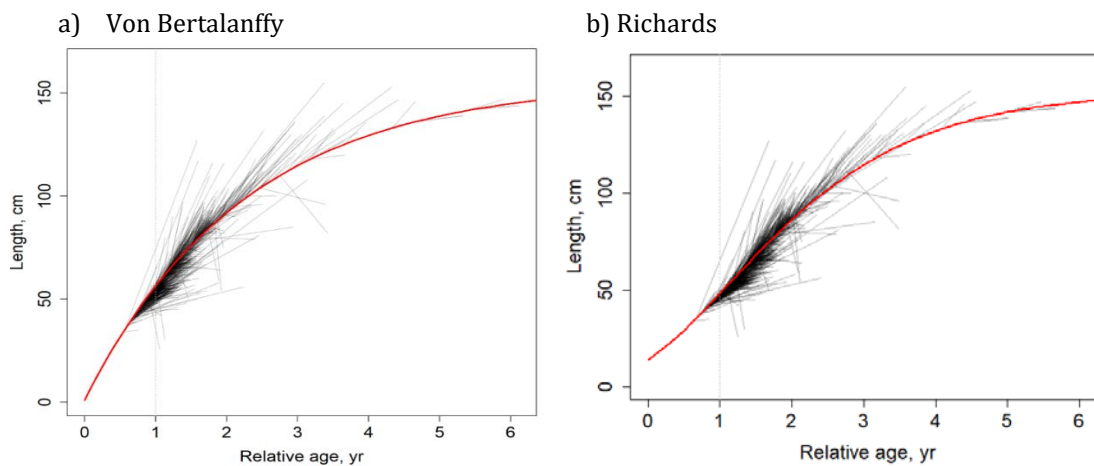 a) Von Bertalanffy
b) Richards
150
100
50
0
Length, cm
0 1 2 3 4 5 6
Relative age, yr
150
100
50
0
Length, cm
0 1 2 3 4 5 6
Relative age, yr